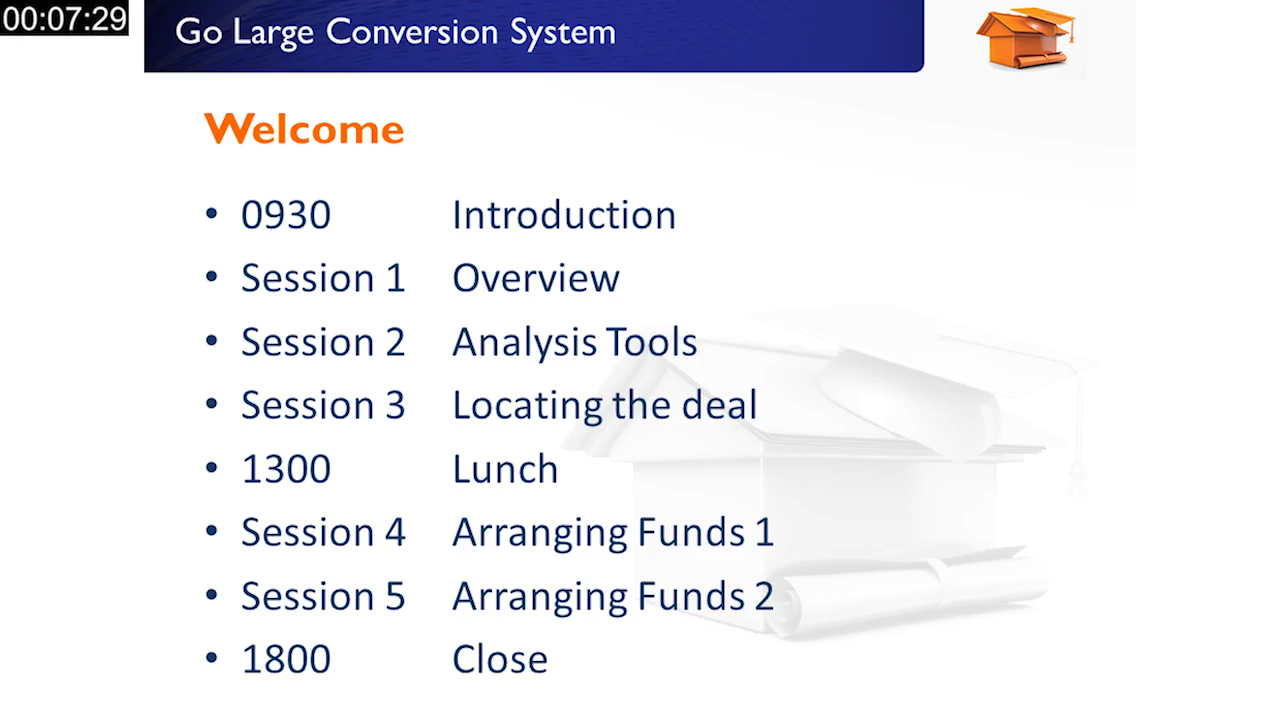 00:07:29
Go Large Conversion System
Welcome
• 0930 Introduction
• Session 1 Overview
• Session 2 Analysis Tools
• Session 3 Locating the deal
• 1300 Lunch
• Session 4 Arranging Funds 1
• Session 5 Arranging Funds 2
• 1800 Close